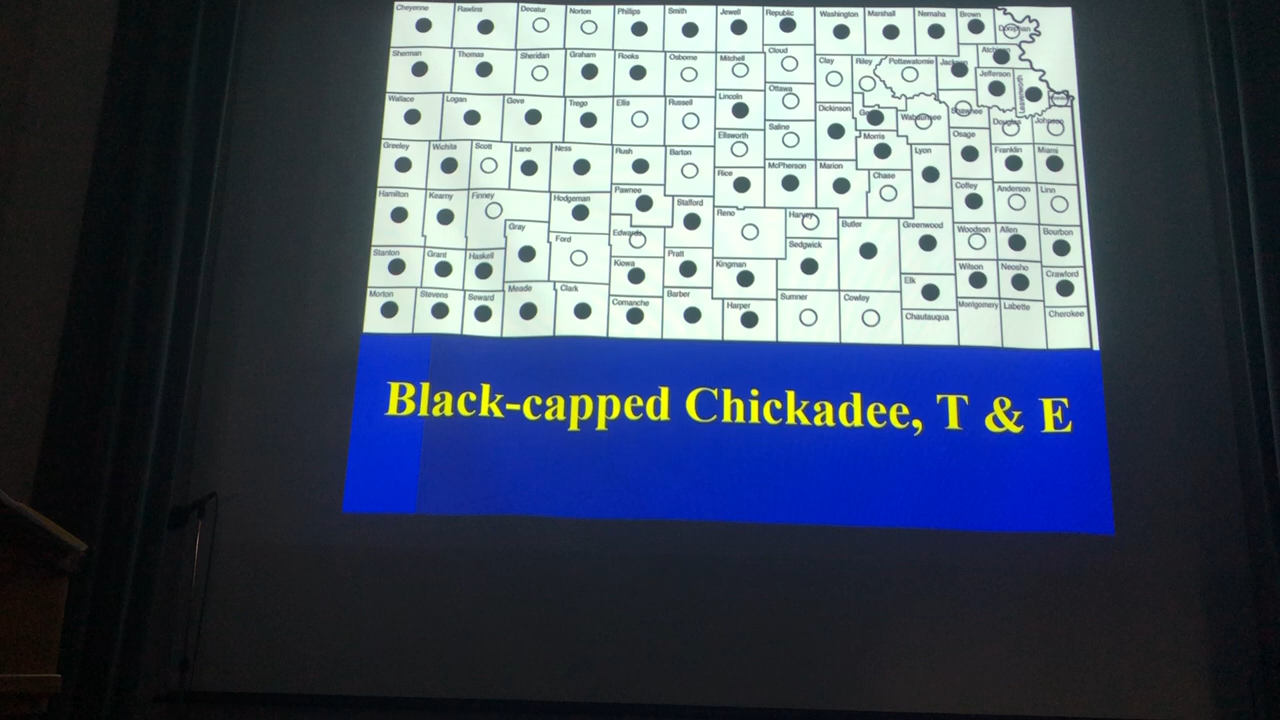 Cheyenne Rawlins Decatur Norton Phillips Smith Jewell Republic Washington Marshall Nemaha Brown Doniphan
Atchison
Sherman Thomas Sheridan Graham Rooks Osborne Mitchell Cloud Clay Riley Pottawatomie Jackson
Jefferson Leavenworth
Wallace Logan Gove Trego Ellis Russell Lincoln Ottawa Dickinson Wabaunsee Shawnee Douglas Johnson
Ellsworth Saline Morris Osage
Greeley Wichita Scott Lane Ness Rush Barton Rice McPherson Marion Chase Lyon Franklin Miami
Hamilton Kearny Finney Hodgeman Pawnee Stafford Reno Harvey Butler Greenwood Coffey Anderson Linn
Gray Ford Edwards Sedgwick Woodson Allen Bourbon
Stanton Grant Haskell Kiowa Pratt Kingman Elk Wilson Neosho Crawford
Morton Stevens Seward Meade Clark Comanche Barber Harper Sumner Cowley Chautauqua Montgomery Labette Cherokee
Black-capped Chickadee, T & E